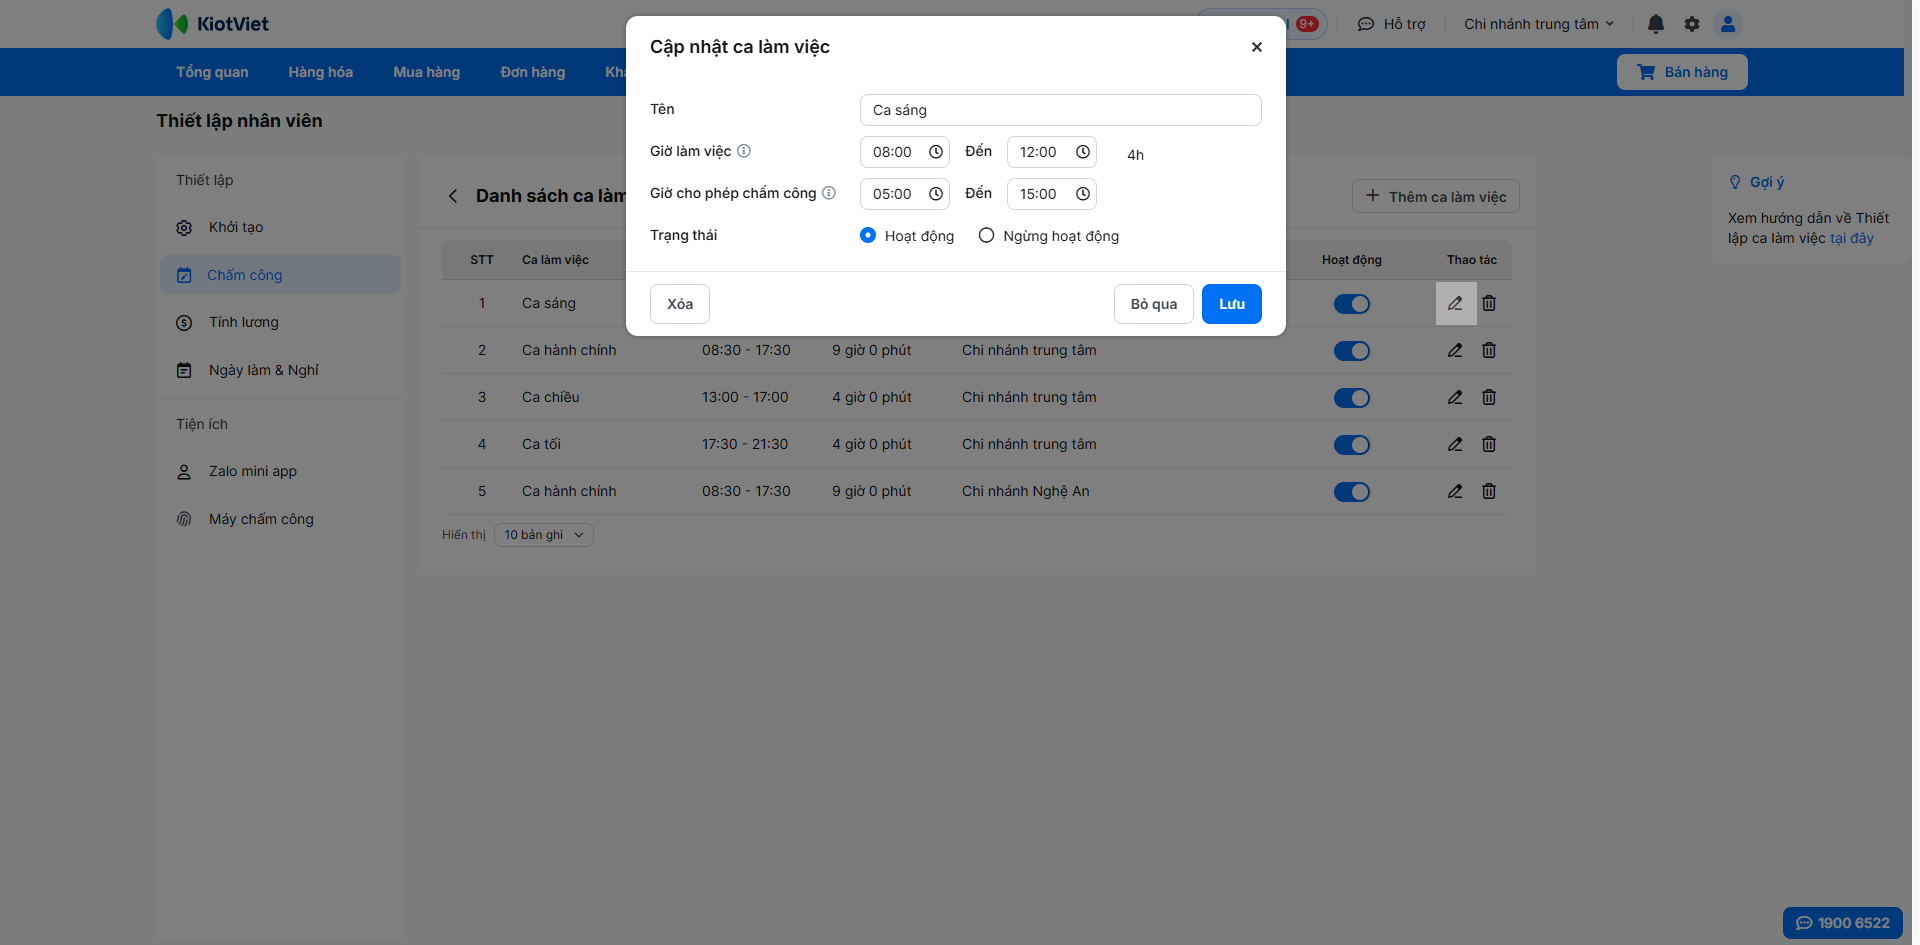 KiotViet
9+
Hỗ trợ
Chi nhánh trung tâm
Tổng quan
Hàng hóa
Mua hàng
Đơn hàng
Bán hàng
Thiết lập nhân viên
Cập nhật ca làm việc
Tên
Ca sáng
Giờ làm việc
08:00
Đến
12:00
4h
Giờ cho phép chấm công
05:00
Đến
15:00
Trạng thái
Hoạt động
Ngừng hoạt động
Xóa
Bỏ qua
Lưu
Thiết lập
Khởi tạo
Chấm công
Tính lương
Ngày làm & Nghỉ
Tiện ích
Zalo mini app
Máy chấm công
Danh sách ca làm
Thêm ca làm việc
STT Ca làm việc Hoạt động Thao tác
1 Ca sáng
2 Ca hành chính 08:30 - 17:30 9 giờ 0 phút Chi nhánh trung tâm
3 Ca chiều 13:00 - 17:00 4 giờ 0 phút Chi nhánh trung tâm
4 Ca tối 17:30 - 21:30 4 giờ 0 phút Chi nhánh trung tâm
5 Ca hành chính 08:30 - 17:30 9 giờ 0 phút Chi nhánh Nghệ An
Hiển thị 10 bản ghi
Gợi ý
Xem hướng dẫn về Thiết
lập ca làm việc tại đây
1900 6522